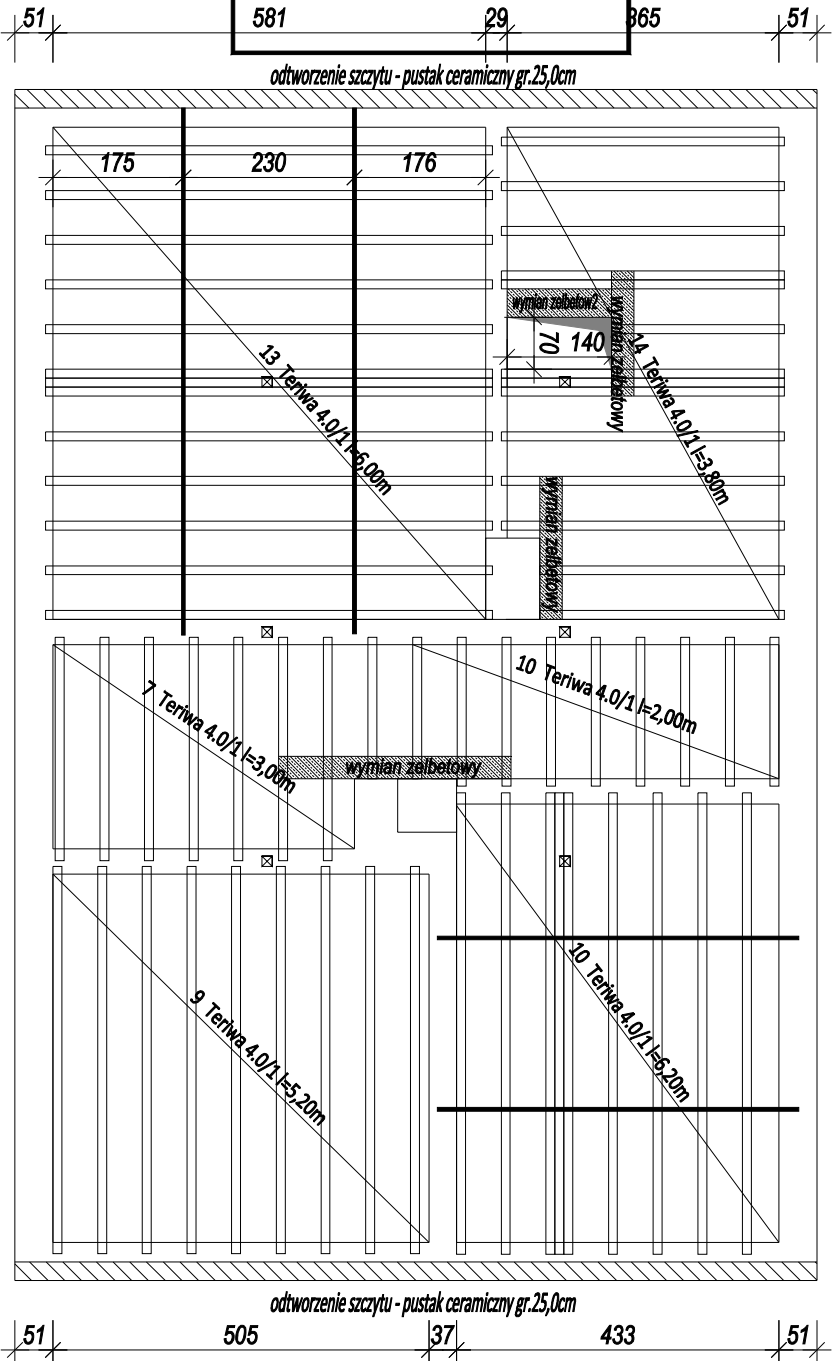 51 581 29 365 51
odtworzenie szczytu - pustak ceramiczny gr.25,0cm
175 230 176
wymian zelbetow2
wymian zelbetowy
70 140
13 Teriwa 4.0/1 l=6,00m
14 Teriwa 4.0/1 l=3,80m
wymian zelbetowy
7 Teriwa 4.0/1 l=3,00m
10 Teriwa 4.0/1 l=2,00m
wymian zelbetowy
9 Teriwa 4.0/1 l=5,20m
10 Teriwa 4.0/1 l=6,20m
odtworzenie szczytu - pustak ceramiczny gr.25,0cm
51 505 37 433 51